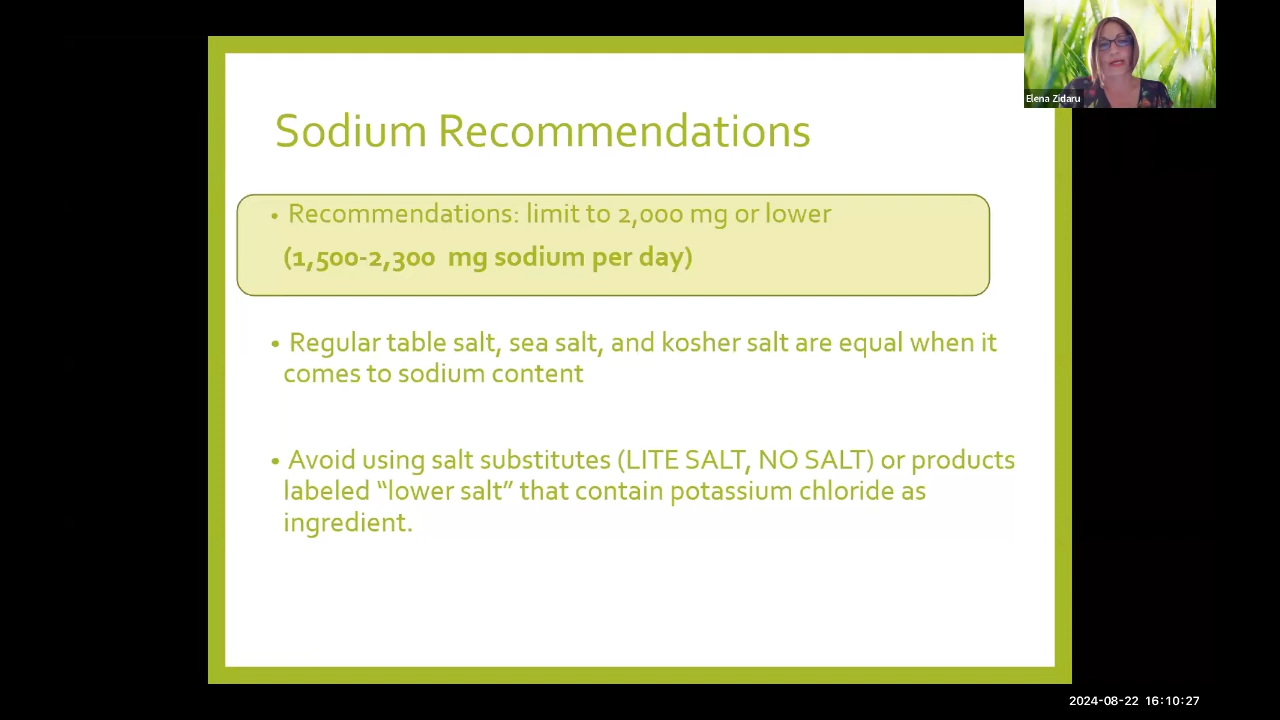 Elena Zidaru
Sodium Recommendations
• Recommendations: limit to 2,000 mg or lower
(1,500-2,300 mg sodium per day)
• Regular table salt, sea salt, and kosher salt are equal when it
comes to sodium content
• Avoid using salt substitutes (LITE SALT, NO SALT) or products
labeled “lower salt” that contain potassium chloride as
ingredient.
2024-08-22 16:10:27